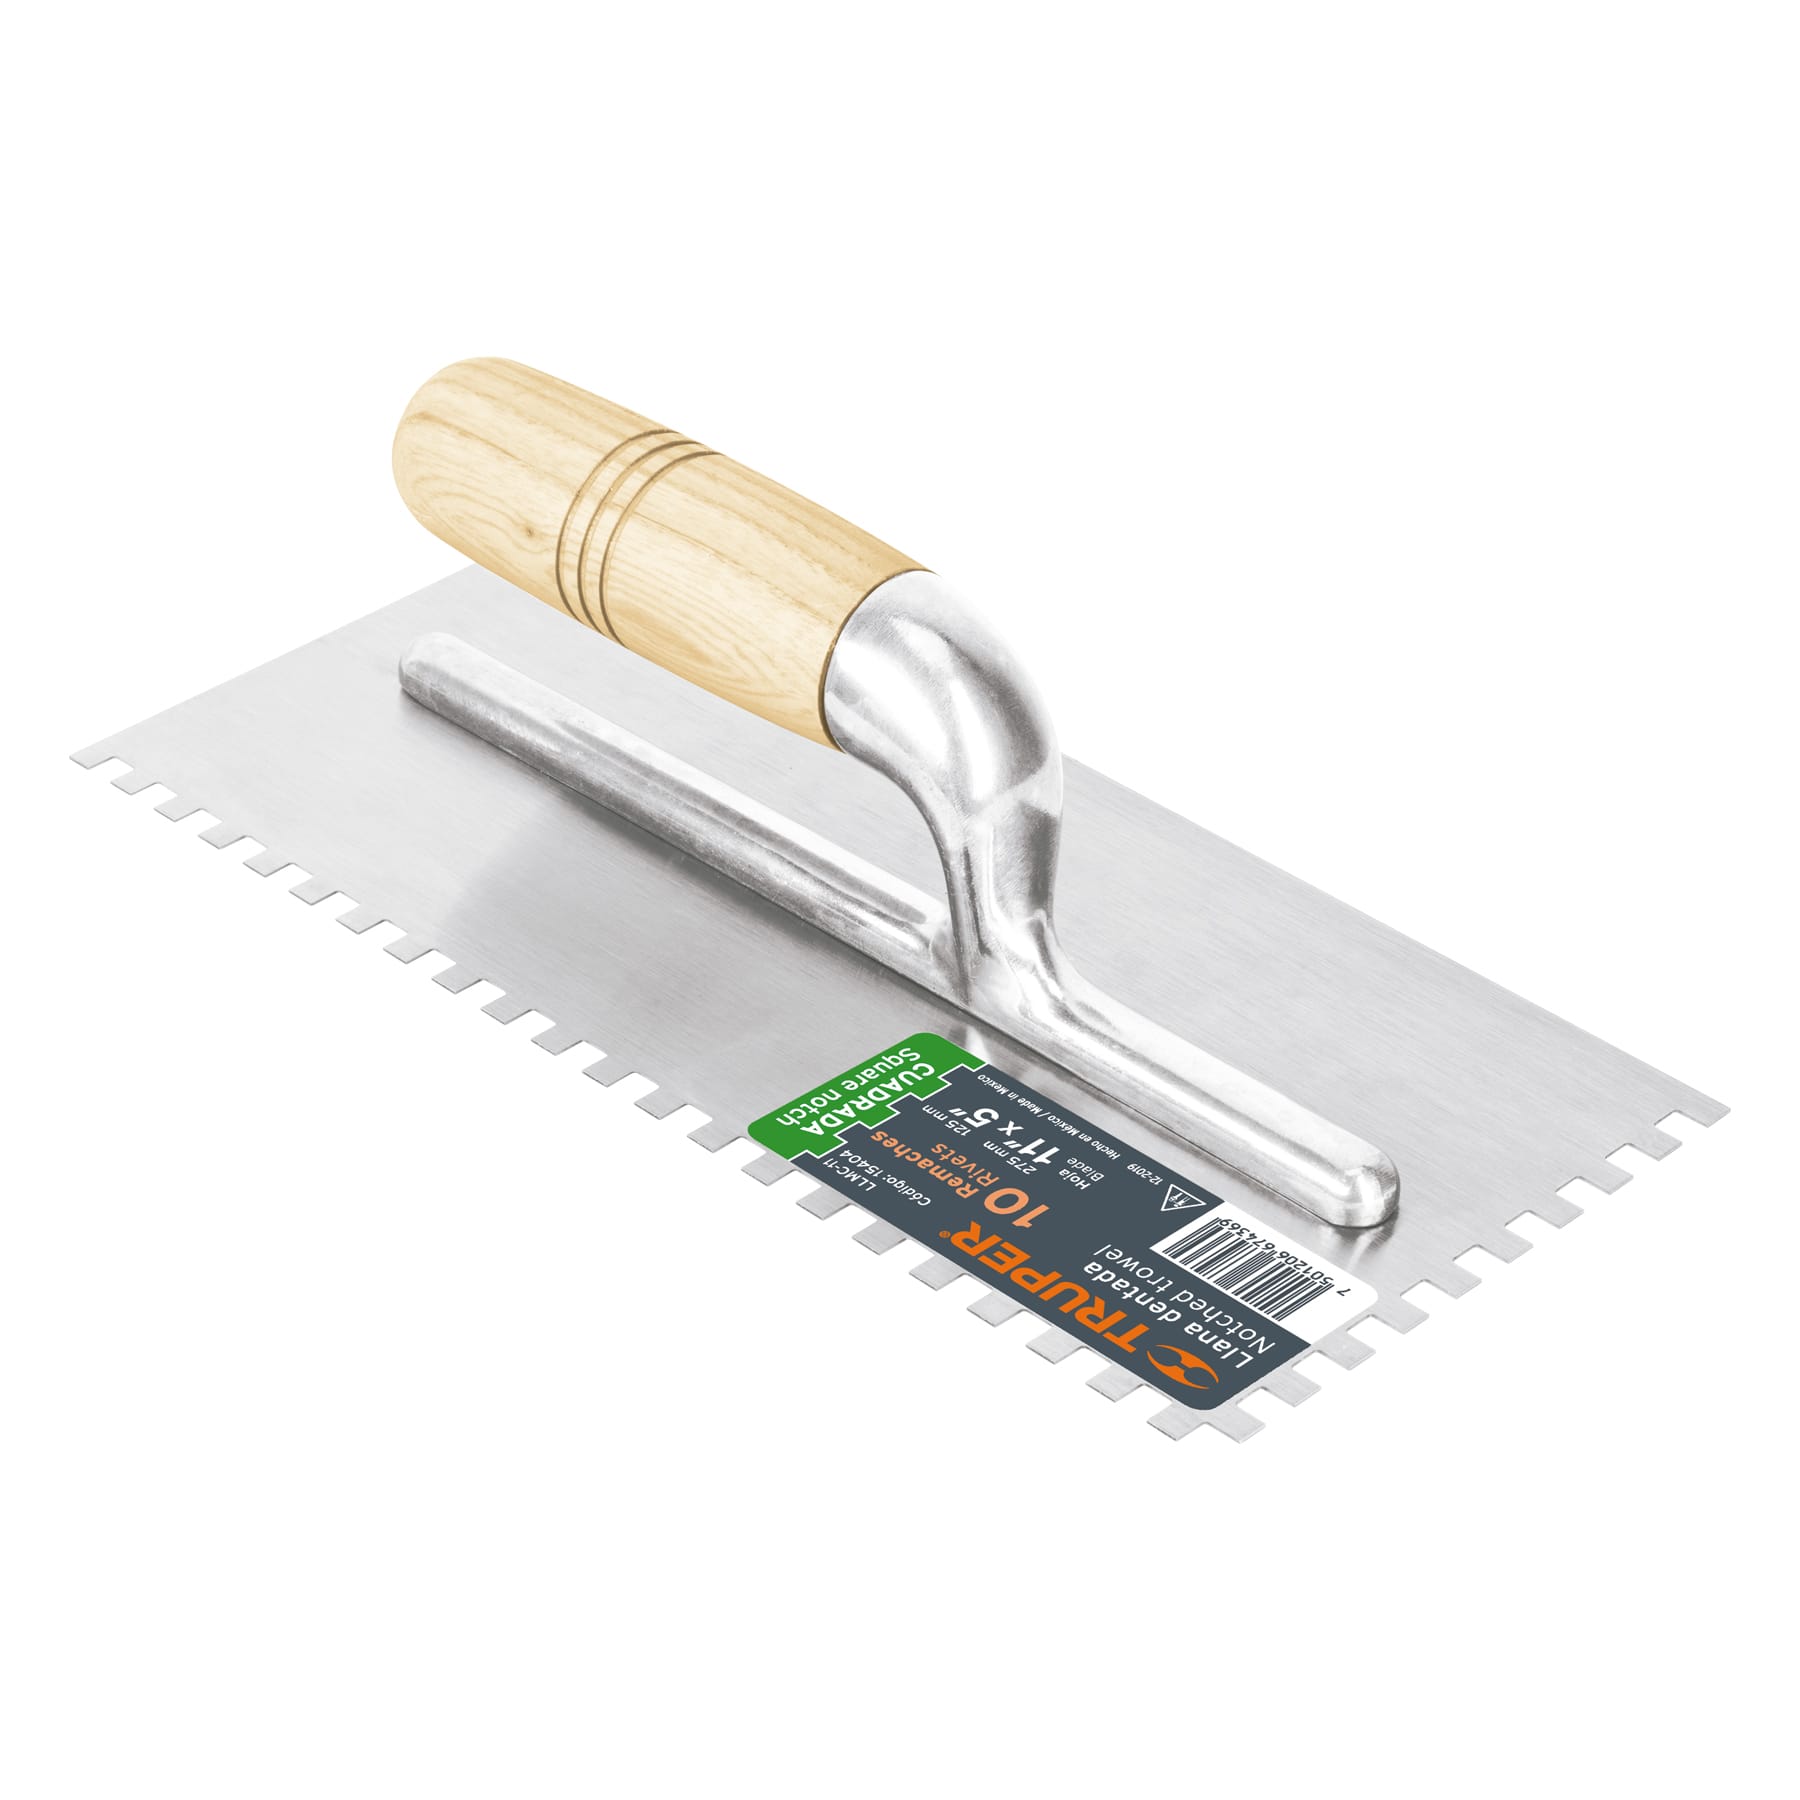 TRUPER®
Llana dentada
Notched trowel
7 501206 674369
LLMC-11
Código: 15404
10 Remaches
Rivets
Hoja
Blade
275 mm 125 mm
11" x 5"
12-2019 Hecho en México / Made in Mexico
CUADRADA
Square notch